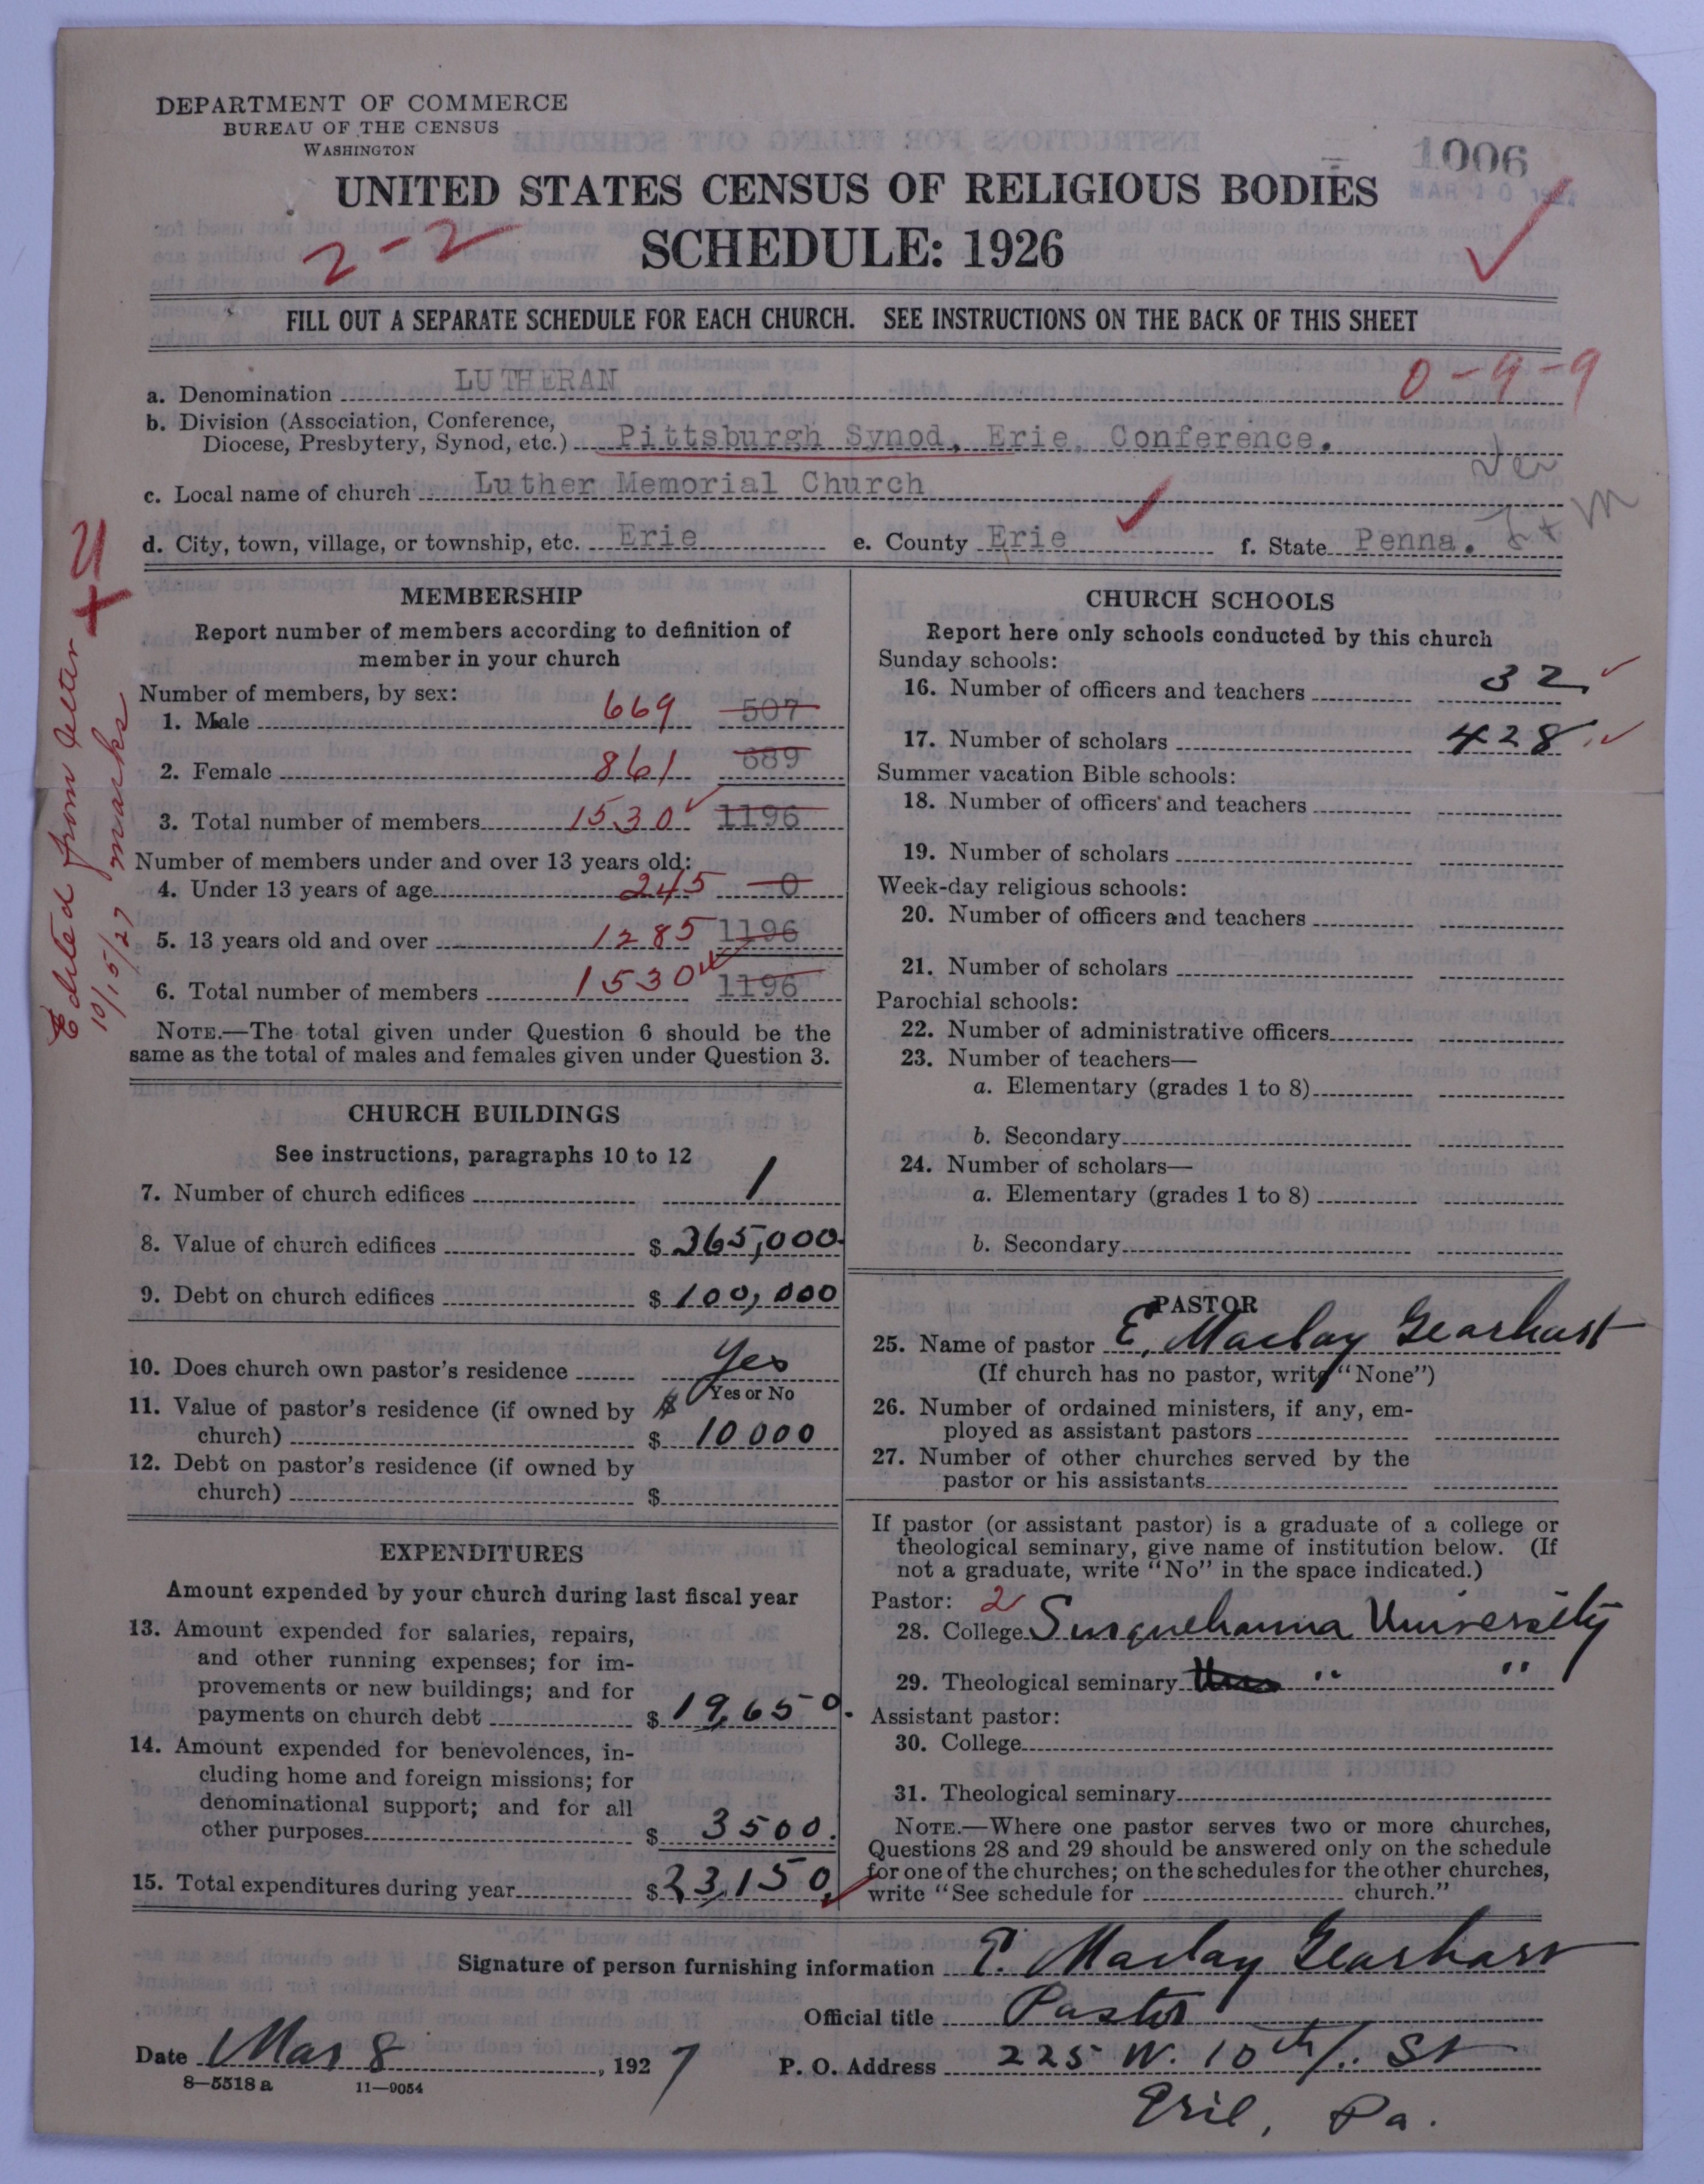 DEPARTMENT OF COMMERCE
BUREAU OF THE CENSUS
WASHINGTON
1006
MAR 10
UNITED STATES CENSUS OF RELIGIOUS BODIES
2-2
SCHEDULE: 1926
FILL OUT A SEPARATE SCHEDULE FOR EACH CHURCH. SEE INSTRUCTIONS ON THE BACK OF THIS SHEET
0-9-9
a. Denomination LUTHERAN
b. Division (Association, Conference,
Diocese, Presbytery, Synod, etc.) Pittsburgh Synod, Erie Conference.
c. Local name of church Luther Memorial Church
d. City, town, village, or township, etc. Erie e. County Erie f. State Penna.
Edited from letter
10/15/27 marks
MEMBERSHIP
Report number of members according to definition of
member in your church
Number of members, by sex:
1. Male 669 507
2. Female 861 689
3. Total number of members 1530 1196
Number of members under and over 13 years old:
4. Under 13 years of age 245 0
5. 13 years old and over 1285 1196
6. Total number of members 1530 1196
NOTE.—The total given under Question 6 should be the
same as the total of males and females given under Question 3.
CHURCH BUILDINGS
See instructions, paragraphs 10 to 12
7. Number of church edifices 1
8. Value of church edifices $ 365,000
9. Debt on church edifices $ 100,000
10. Does church own pastor's residence Yes
Yes or No
11. Value of pastor's residence (if owned by $
church) $ 10000
12. Debt on pastor's residence (if owned by
church) $
EXPENDITURES
Amount expended by your church during last fiscal year
13. Amount expended for salaries, repairs,
and other running expenses; for im-
provements or new buildings; and for
payments on church debt $ 19,650.
14. Amount expended for benevolences, in-
cluding home and foreign missions; for
denominational support; and for all
other purposes $ 3500.
15. Total expenditures during year $ 23,150
CHURCH SCHOOLS
Report here only schools conducted by this church
Sunday schools:
16. Number of officers and teachers 32
17. Number of scholars 428
Summer vacation Bible schools:
18. Number of officers and teachers
19. Number of scholars
Week-day religious schools:
20. Number of officers and teachers
21. Number of scholars
Parochial schools:
22. Number of administrative officers
23. Number of teachers—
a. Elementary (grades 1 to 8)
b. Secondary
24. Number of scholars—
a. Elementary (grades 1 to 8)
b. Secondary
PASTOR
25. Name of pastor E. Maclay Gearhart
(If church has no pastor, write "None")
26. Number of ordained ministers, if any, em-
ployed as assistant pastors
27. Number of other churches served by the
pastor or his assistants
If pastor (or assistant pastor) is a graduate of a college or
theological seminary, give name of institution below. (If
not a graduate, write "No" in the space indicated.)
Pastor: 2
28. College Susquehanna University
29. Theological seminary " "
Assistant pastor:
30. College
31. Theological seminary
NOTE.—Where one pastor serves two or more churches,
Questions 28 and 29 should be answered only on the schedule
for one of the churches; on the schedules for the other churches,
write "See schedule for church."
Signature of person furnishing information E. Maclay Gearhart
Official title Pastor
Date Mar 8, 1927 P. O. Address 225 W. 10th St
8—5518 a 11—9054
Erie, Pa.